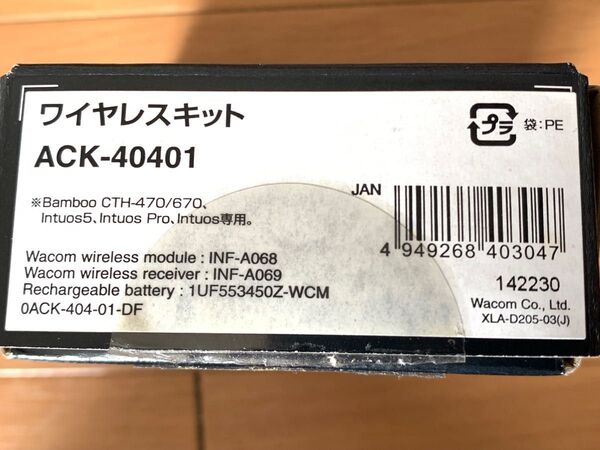 ワイヤレスキット
ACK-40401
プラ
袋:PE
※Bamboo CTH-470/670、
Intuos5、Intuos Pro、Intuos専用。
JAN
4 949268 403047
Wacom wireless module : INF-A068
Wacom wireless receiver : INF-A069
Rechargeable battery : 1UF553450Z-WCM
0ACK-404-01-DF
142230
Wacom Co., Ltd.
XLA-D205-03(J)